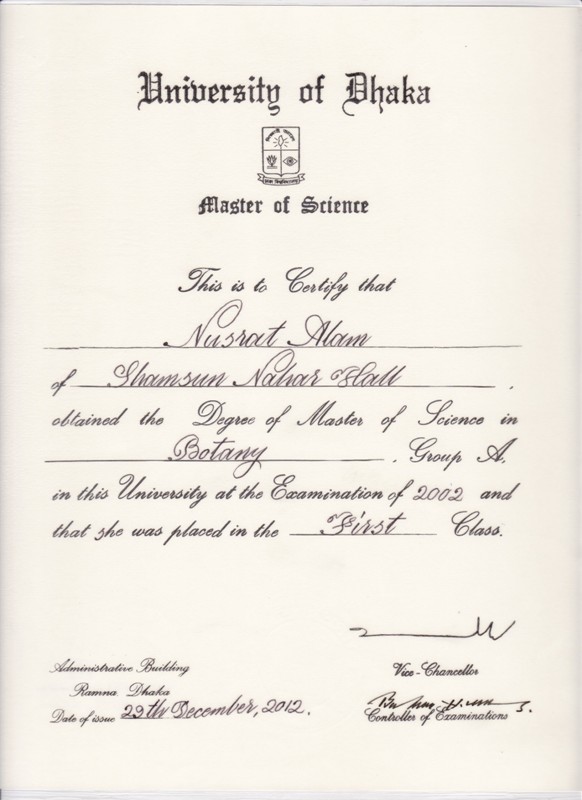 University of Dhaka
Master of Science
This is to Certify that
Nusrat Alam
of Shamsun Nahar Hall .
obtained the Degree of Master of Science in
Botany . Group A.
in this University at the Examination of 2002 and
that she was placed in the First Class.
Vice-Chancellor
Administrative Building
Ramna Dhaka
Date of issue 29th December, 2012.
Controller of Examinations